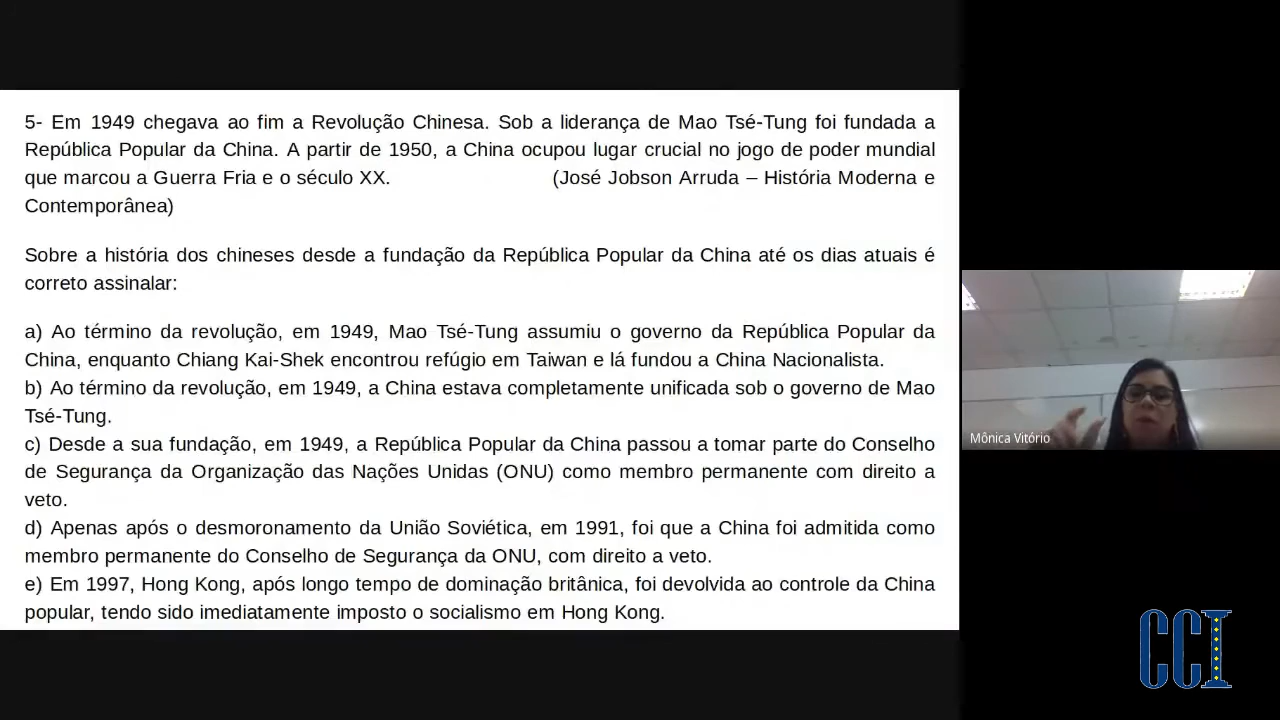 5- Em 1949 chegava ao fim a Revolução Chinesa. Sob a liderança de Mao Tsé-Tung foi fundada a
República Popular da China. A partir de 1950, a China ocupou lugar crucial no jogo de poder mundial
que marcou a Guerra Fria e o século XX. (José Jobson Arruda – História Moderna e
Contemporânea)
Sobre a história dos chineses desde a fundação da República Popular da China até os dias atuais é
correto assinalar:
a) Ao término da revolução, em 1949, Mao Tsé-Tung assumiu o governo da República Popular da
China, enquanto Chiang Kai-Shek encontrou refúgio em Taiwan e lá fundou a China Nacionalista.
b) Ao término da revolução, em 1949, a China estava completamente unificada sob o governo de Mao
Tsé-Tung.
c) Desde a sua fundação, em 1949, a República Popular da China passou a tomar parte do Conselho
de Segurança da Organização das Nações Unidas (ONU) como membro permanente com direito a
veto.
d) Apenas após o desmoronamento da União Soviética, em 1991, foi que a China foi admitida como
membro permanente do Conselho de Segurança da ONU, com direito a veto.
e) Em 1997, Hong Kong, após longo tempo de dominação britânica, foi devolvida ao controle da China
popular, tendo sido imediatamente imposto o socialismo em Hong Kong.
Mônica Vitório
CCI